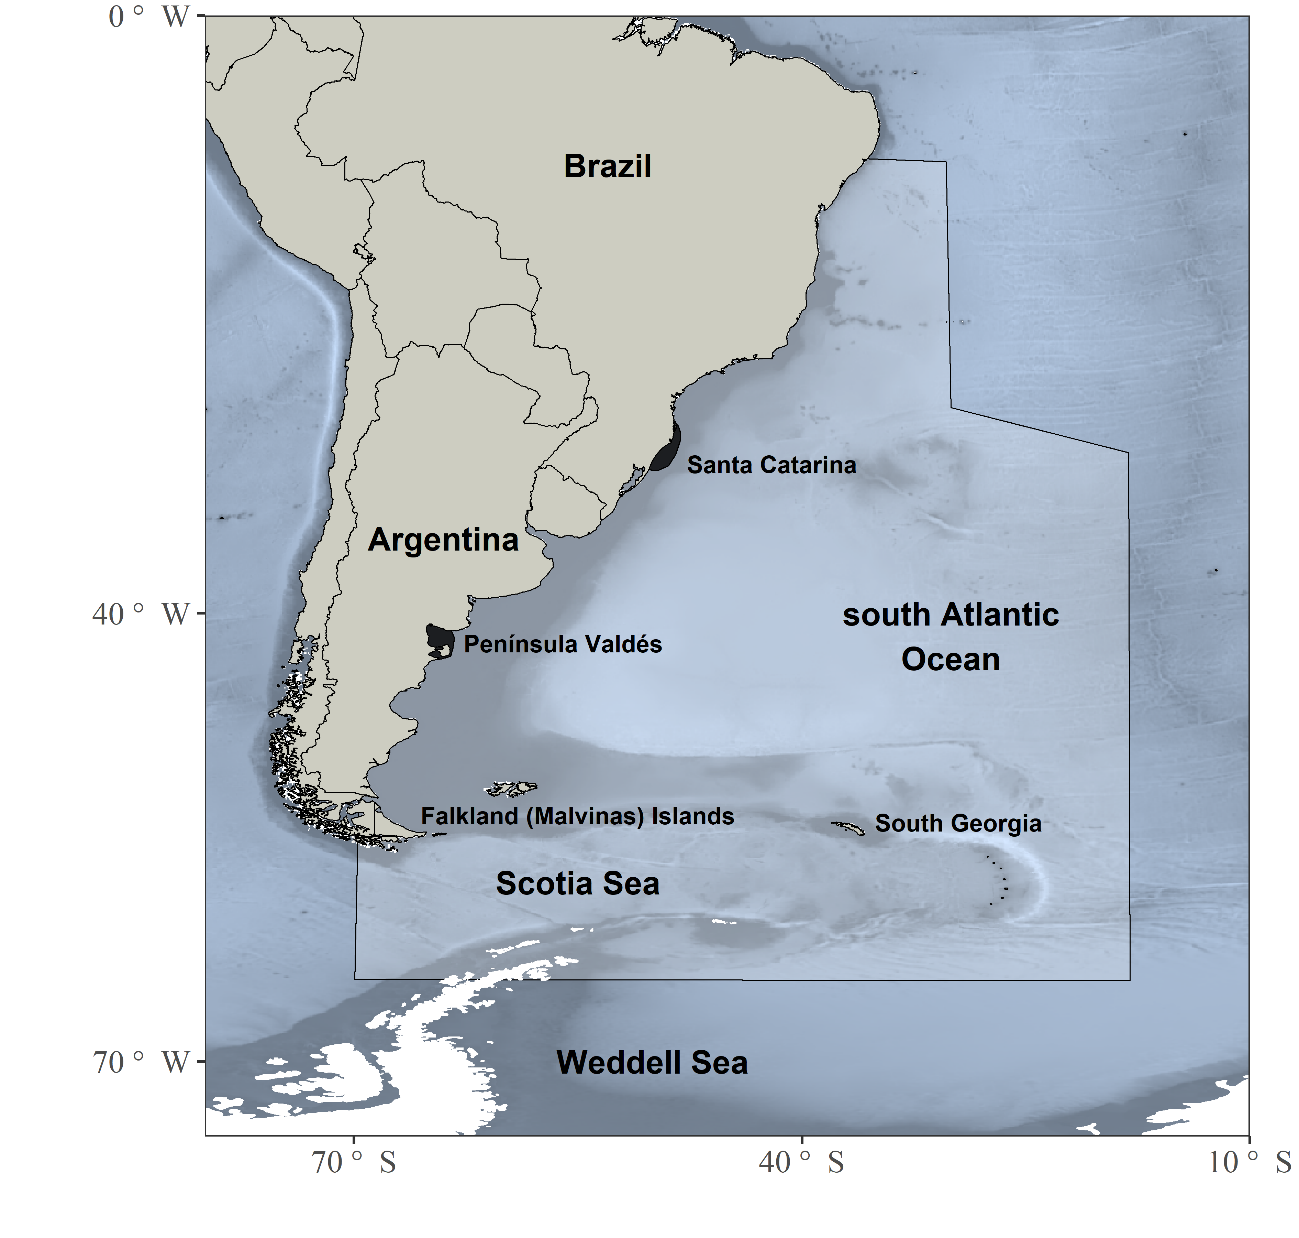 0 ° W
Brazil
Santa Catarina
Argentina
40 ° W
south Atlantic
Ocean
Península Valdés
Falkland (Malvinas) Islands
South Georgia
Scotia Sea
70 ° W
Weddell Sea
70 ° S
40 ° S
10 ° S